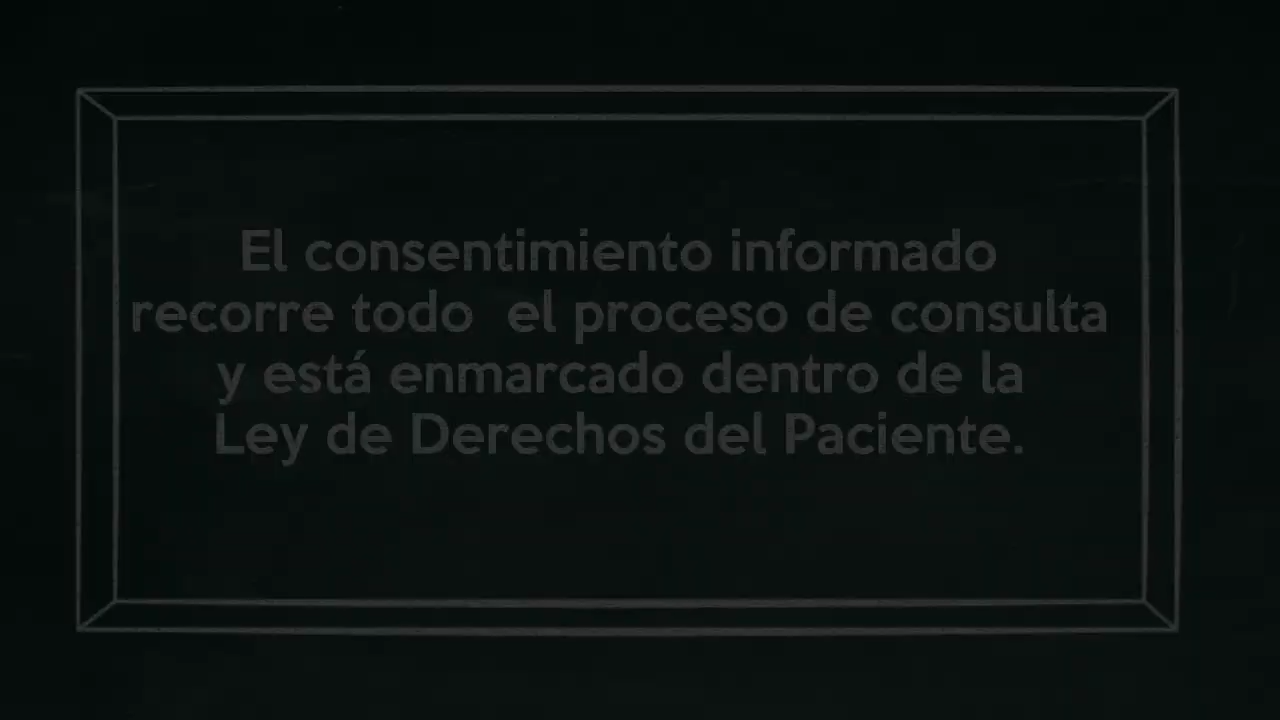 El consentimiento informado
recorre todo el proceso de consulta
y está enmarcado dentro de la
Ley de Derechos del Paciente.